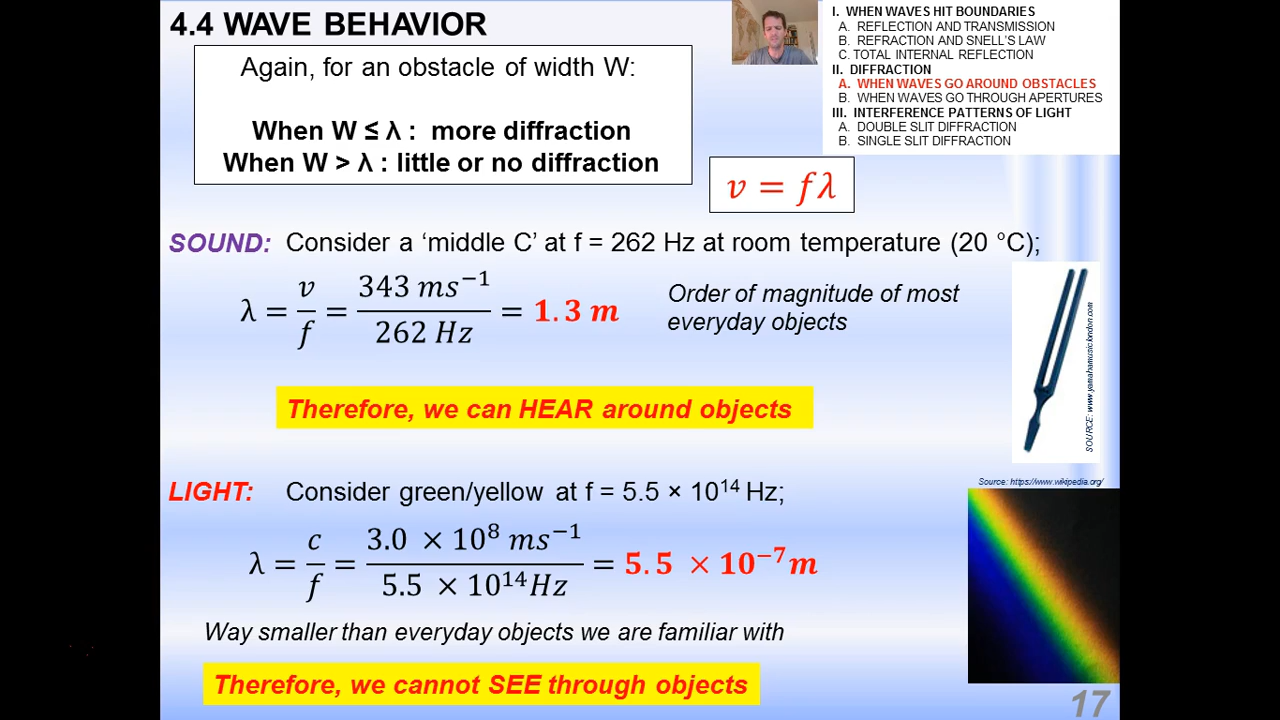 4.4 WAVE BEHAVIOR
Again, for an obstacle of width W:
When W ≤ λ : more diffraction
When W > λ : little or no diffraction
I. WHEN WAVES HIT BOUNDARIES
A. REFLECTION AND TRANSMISSION
B. REFRACTION AND SNELL'S LAW
C. TOTAL INTERNAL REFLECTION
II. DIFFRACTION
A. WHEN WAVES GO AROUND OBSTACLES
B. WHEN WAVES GO THROUGH APERTURES
III. INTERFERENCE PATTERNS OF LIGHT
A. DOUBLE SLIT DIFFRACTION
B. SINGLE SLIT DIFFRACTION
v = fλ
SOUND: Consider a ‘middle C’ at f = 262 Hz at room temperature (20 °C);
λ = v/f = 343 ms⁻¹/262 Hz = 1.3 m
Order of magnitude of most
everyday objects
SOURCE: www.yamahamusiclondon.com
Therefore, we can HEAR around objects
LIGHT: Consider green/yellow at f = 5.5 × 10¹⁴ Hz;
Source: https://www.wikipedia.org/
λ = c/f = 3.0 × 10⁸ ms⁻¹/5.5 × 10¹⁴Hz = 5.5 × 10⁻⁷m
Way smaller than everyday objects we are familiar with
Therefore, we cannot SEE through objects
17